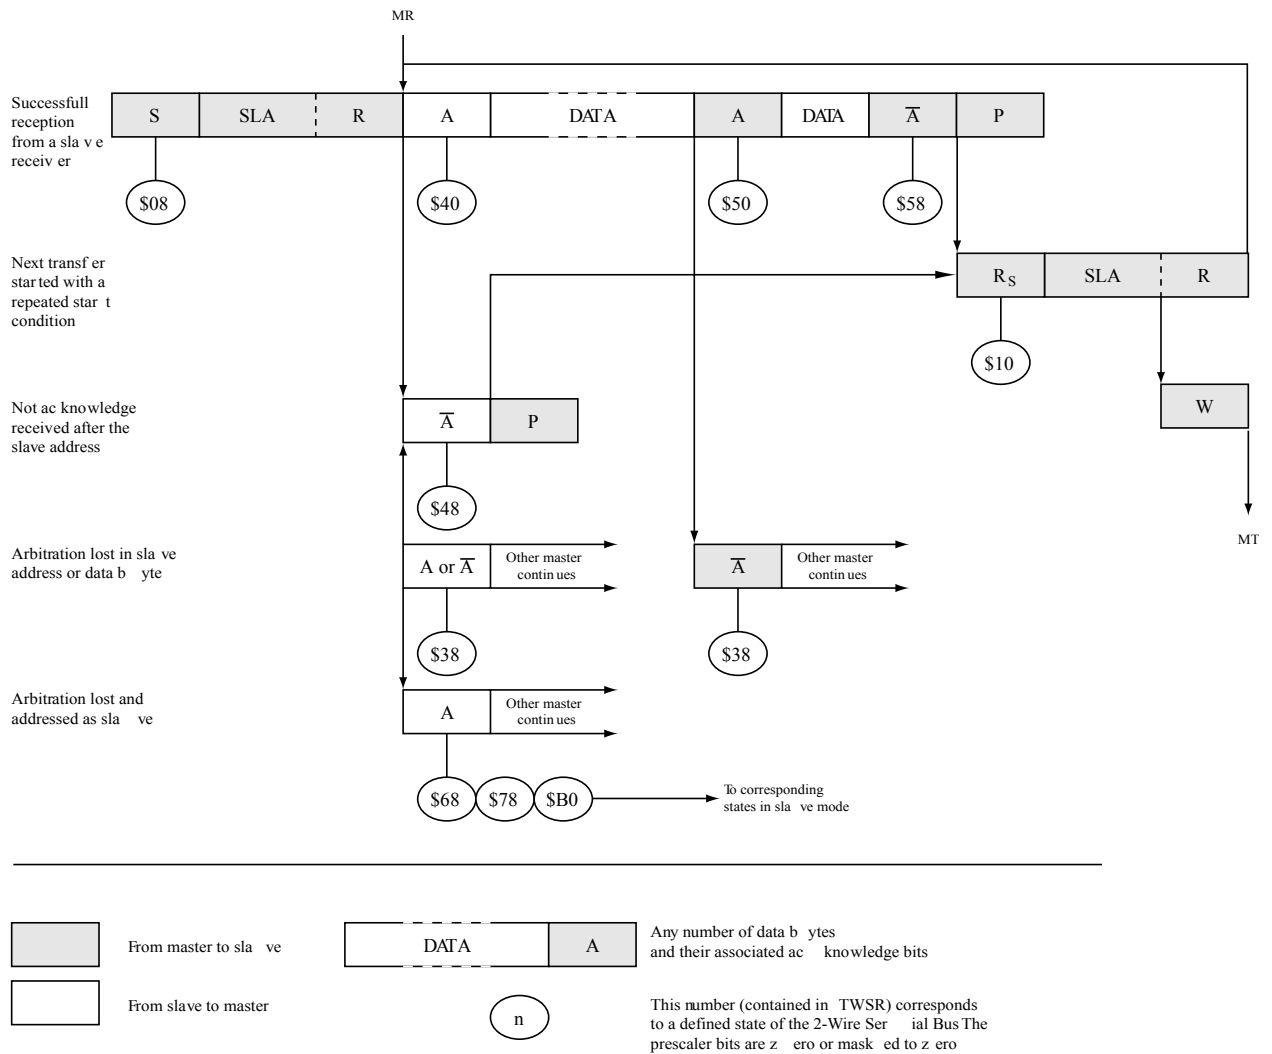 MR
Successfull
reception
from a sla v e
receiv er
S SLA R A DATA A DATA A̅ P
$08 $40 $50 $58
Next transf er
star ted with a
repeated star t
condition
RS SLA R
$10
Not ac knowledge
received after the
slave address
A̅ P
W
$48
MT
Arbitration lost in sla ve
address or data b yte
A or A̅ Other master
contin ues
A̅ Other master
contin ues
$38 $38
Arbitration lost and
addressed as sla ve
A Other master
contin ues
$68 $78 $B0
To corresponding
states in sla ve mode
From master to sla ve
DATA A
Any number of data b ytes
and their associated ac knowledge bits
From slave to master
n
This number (contained in TWSR) corresponds
to a defined state of the 2-Wire Ser ial Bus The
prescaler bits are z ero or mask ed to z ero